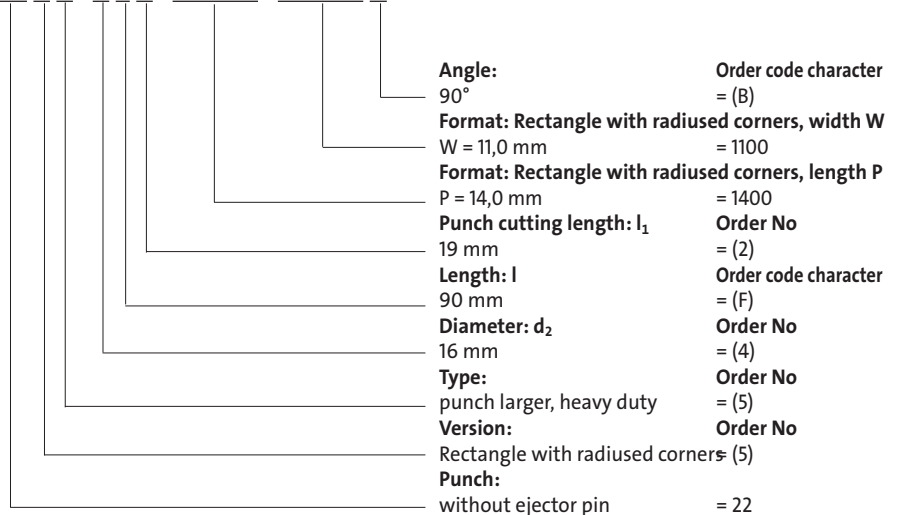 Angle: Order code character
90° = (B)
Format: Rectangle with radiused corners, width W
W = 11,0 mm = 1100
Format: Rectangle with radiused corners, length P
P = 14,0 mm = 1400
Punch cutting length: l₁ Order No
19 mm = (2)
Length: l Order code character
90 mm = (F)
Diameter: d₂ Order No
16 mm = (4)
Type: Order No
punch larger, heavy duty = (5)
Version: Order No
Rectangle with radiused corners = (5)
Punch:
without ejector pin = 22